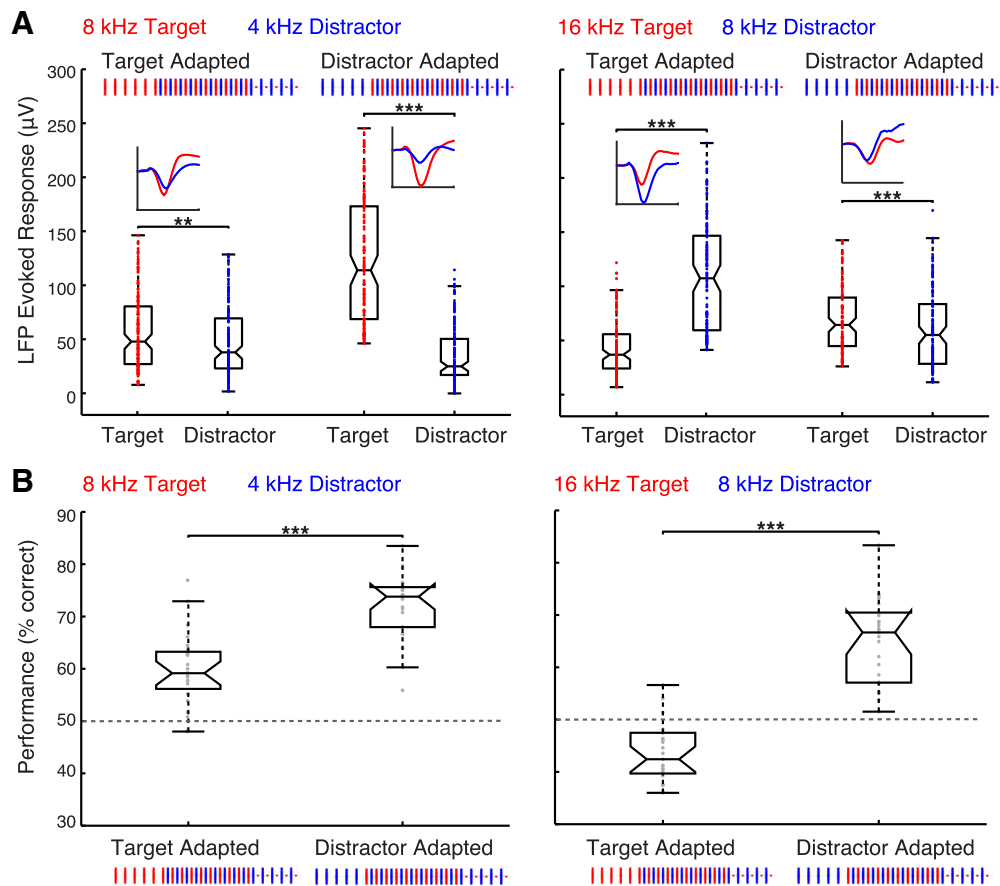 A
8 kHz Target 4 kHz Distractor 16 kHz Target 8 kHz Distractor
Target Adapted Distractor Adapted Target Adapted Distractor Adapted
LFP Evoked Response (µV)
300
250
200
150
100
50
0
** *** *** ***
Target Distractor Target Distractor Target Distractor Target Distractor
B
8 kHz Target 4 kHz Distractor 16 kHz Target 8 kHz Distractor
Performance (% correct)
90
80
70
60
50
40
30
*** ***
Target Adapted Distractor Adapted Target Adapted Distractor Adapted